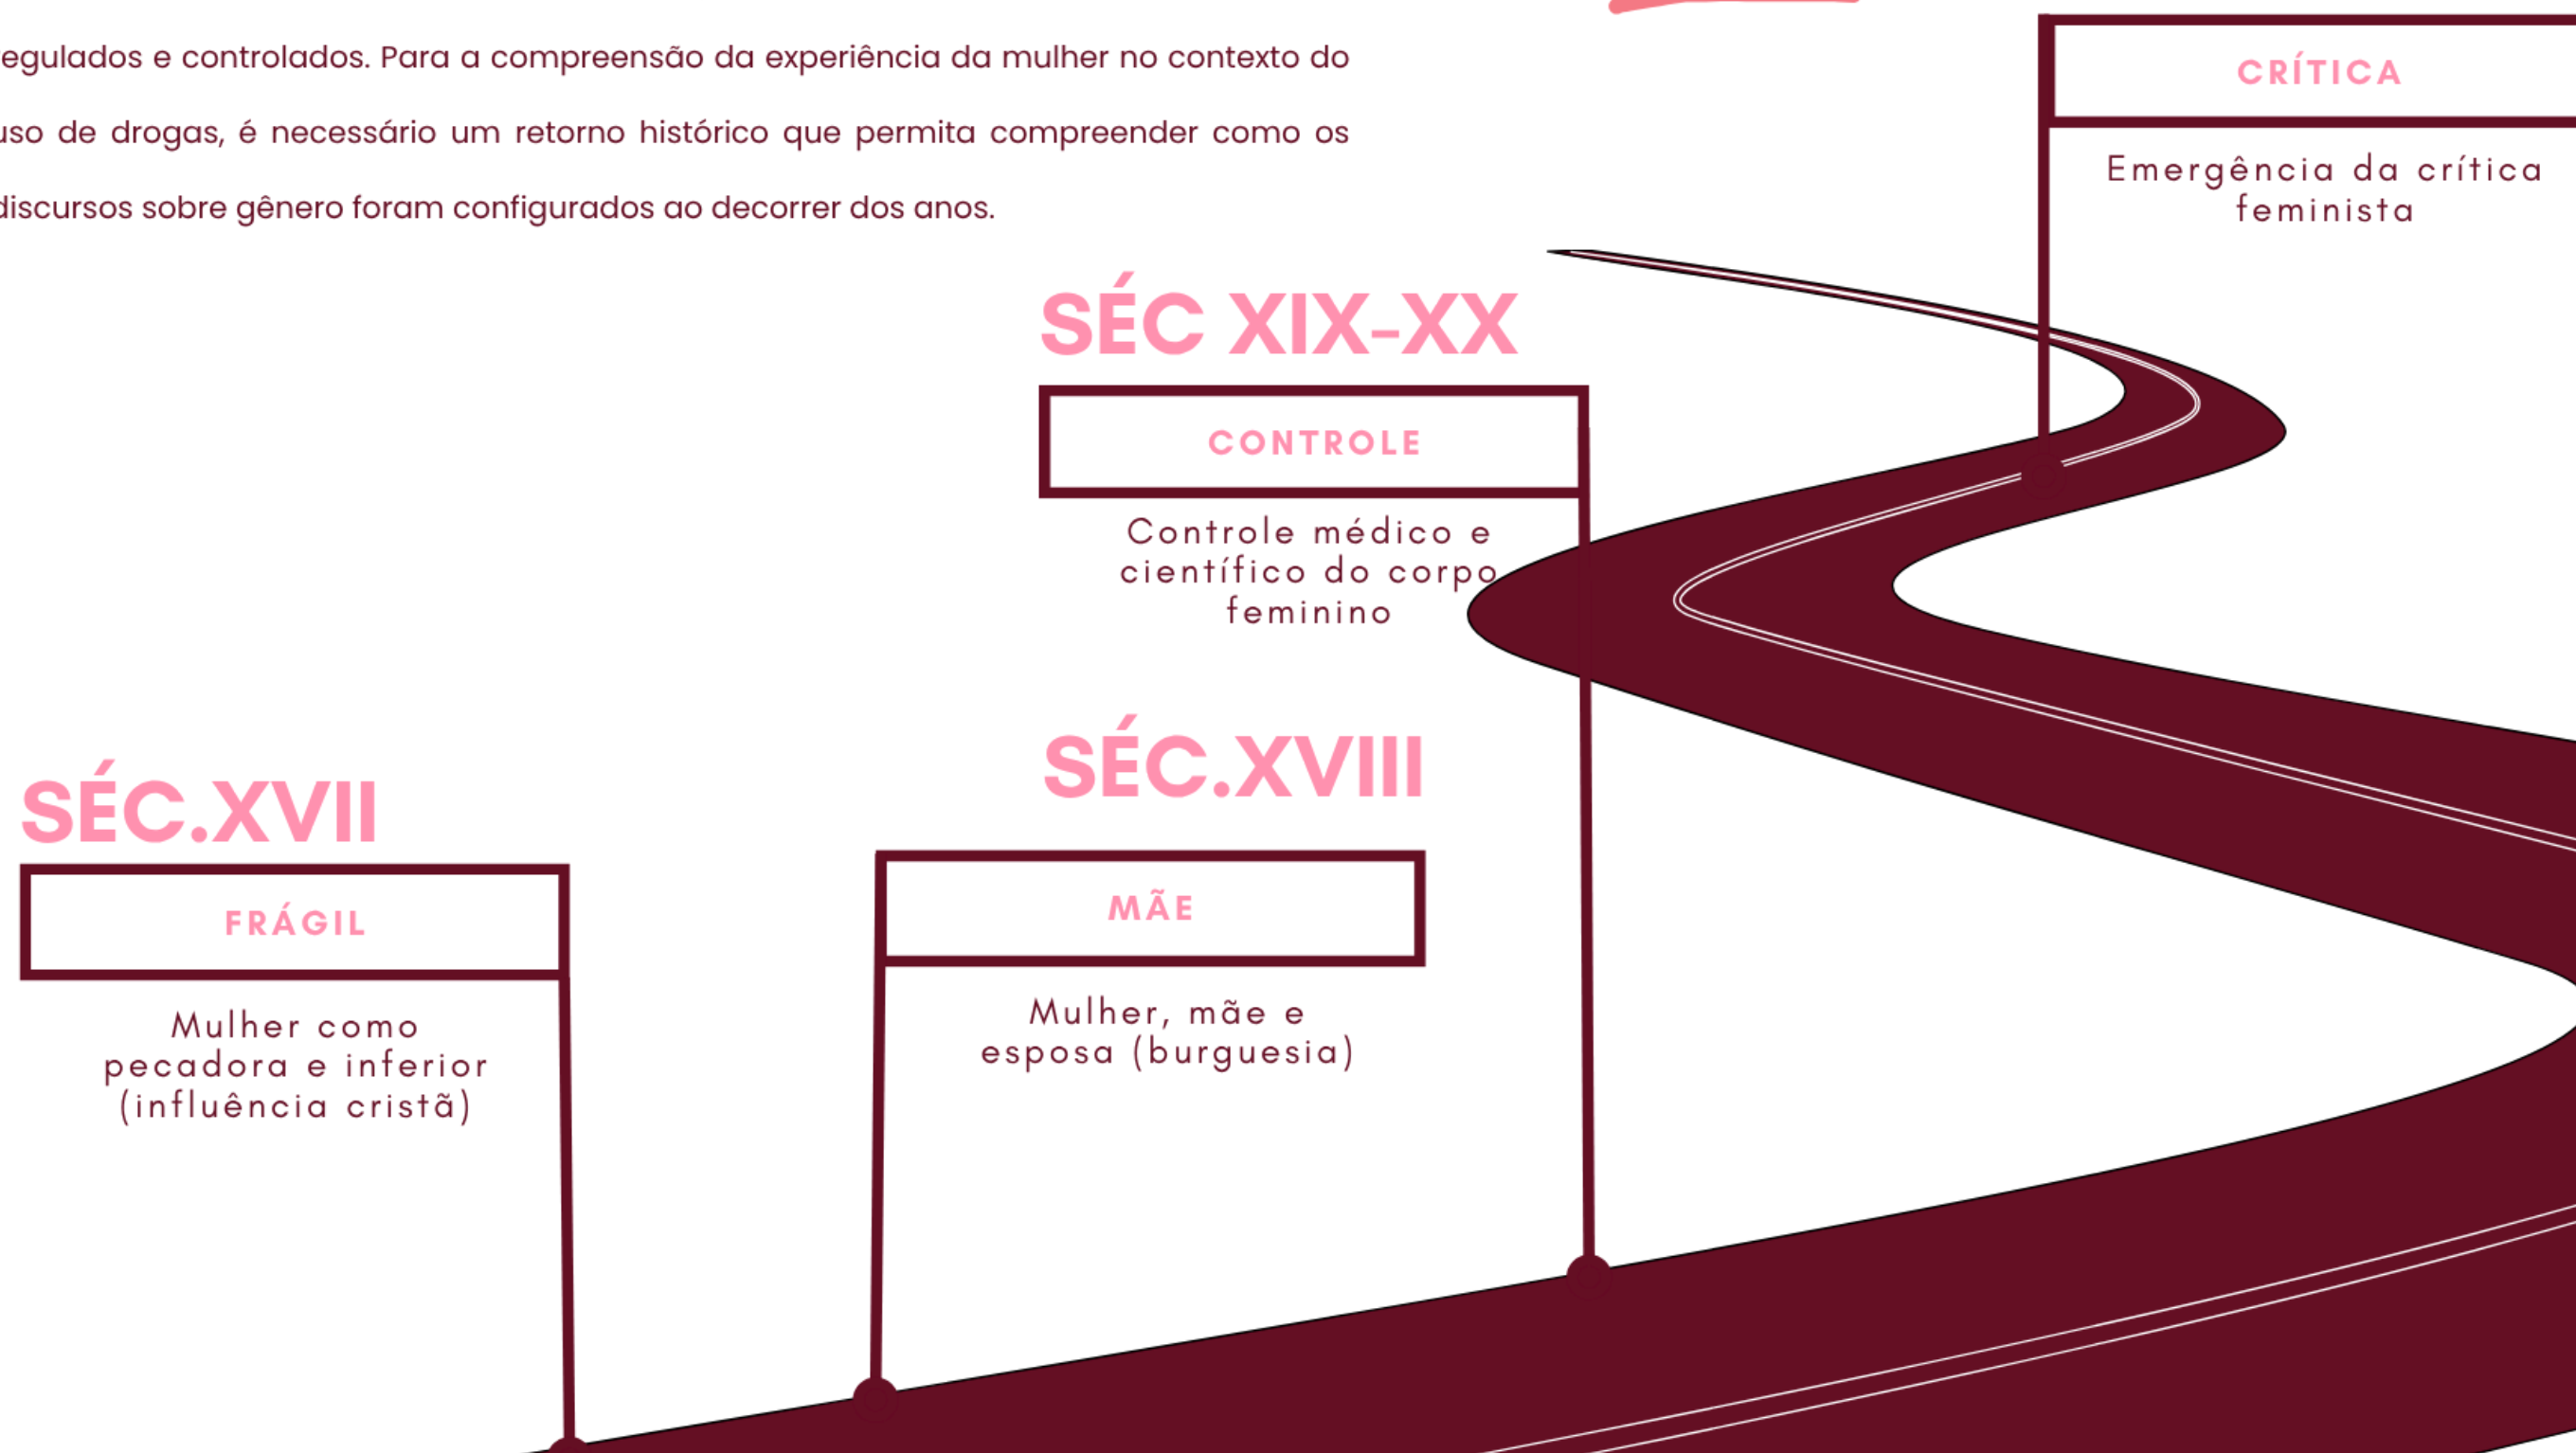 egulados e controlados. Para a compreensão da experiência da mulher no contexto do
uso de drogas, é necessário um retorno histórico que permita compreender como os
discursos sobre gênero foram configurados ao decorrer dos anos.
CRÍTICA
Emergência da crítica
feminista
SÉC XIX-XX
CONTROLE
Controle médico e
científico do corpo
feminino
SÉC.XVIII
MÃE
Mulher, mãe e
esposa (burguesia)
SÉC.XVII
FRÁGIL
Mulher como
pecadora e inferior
(influência cristã)